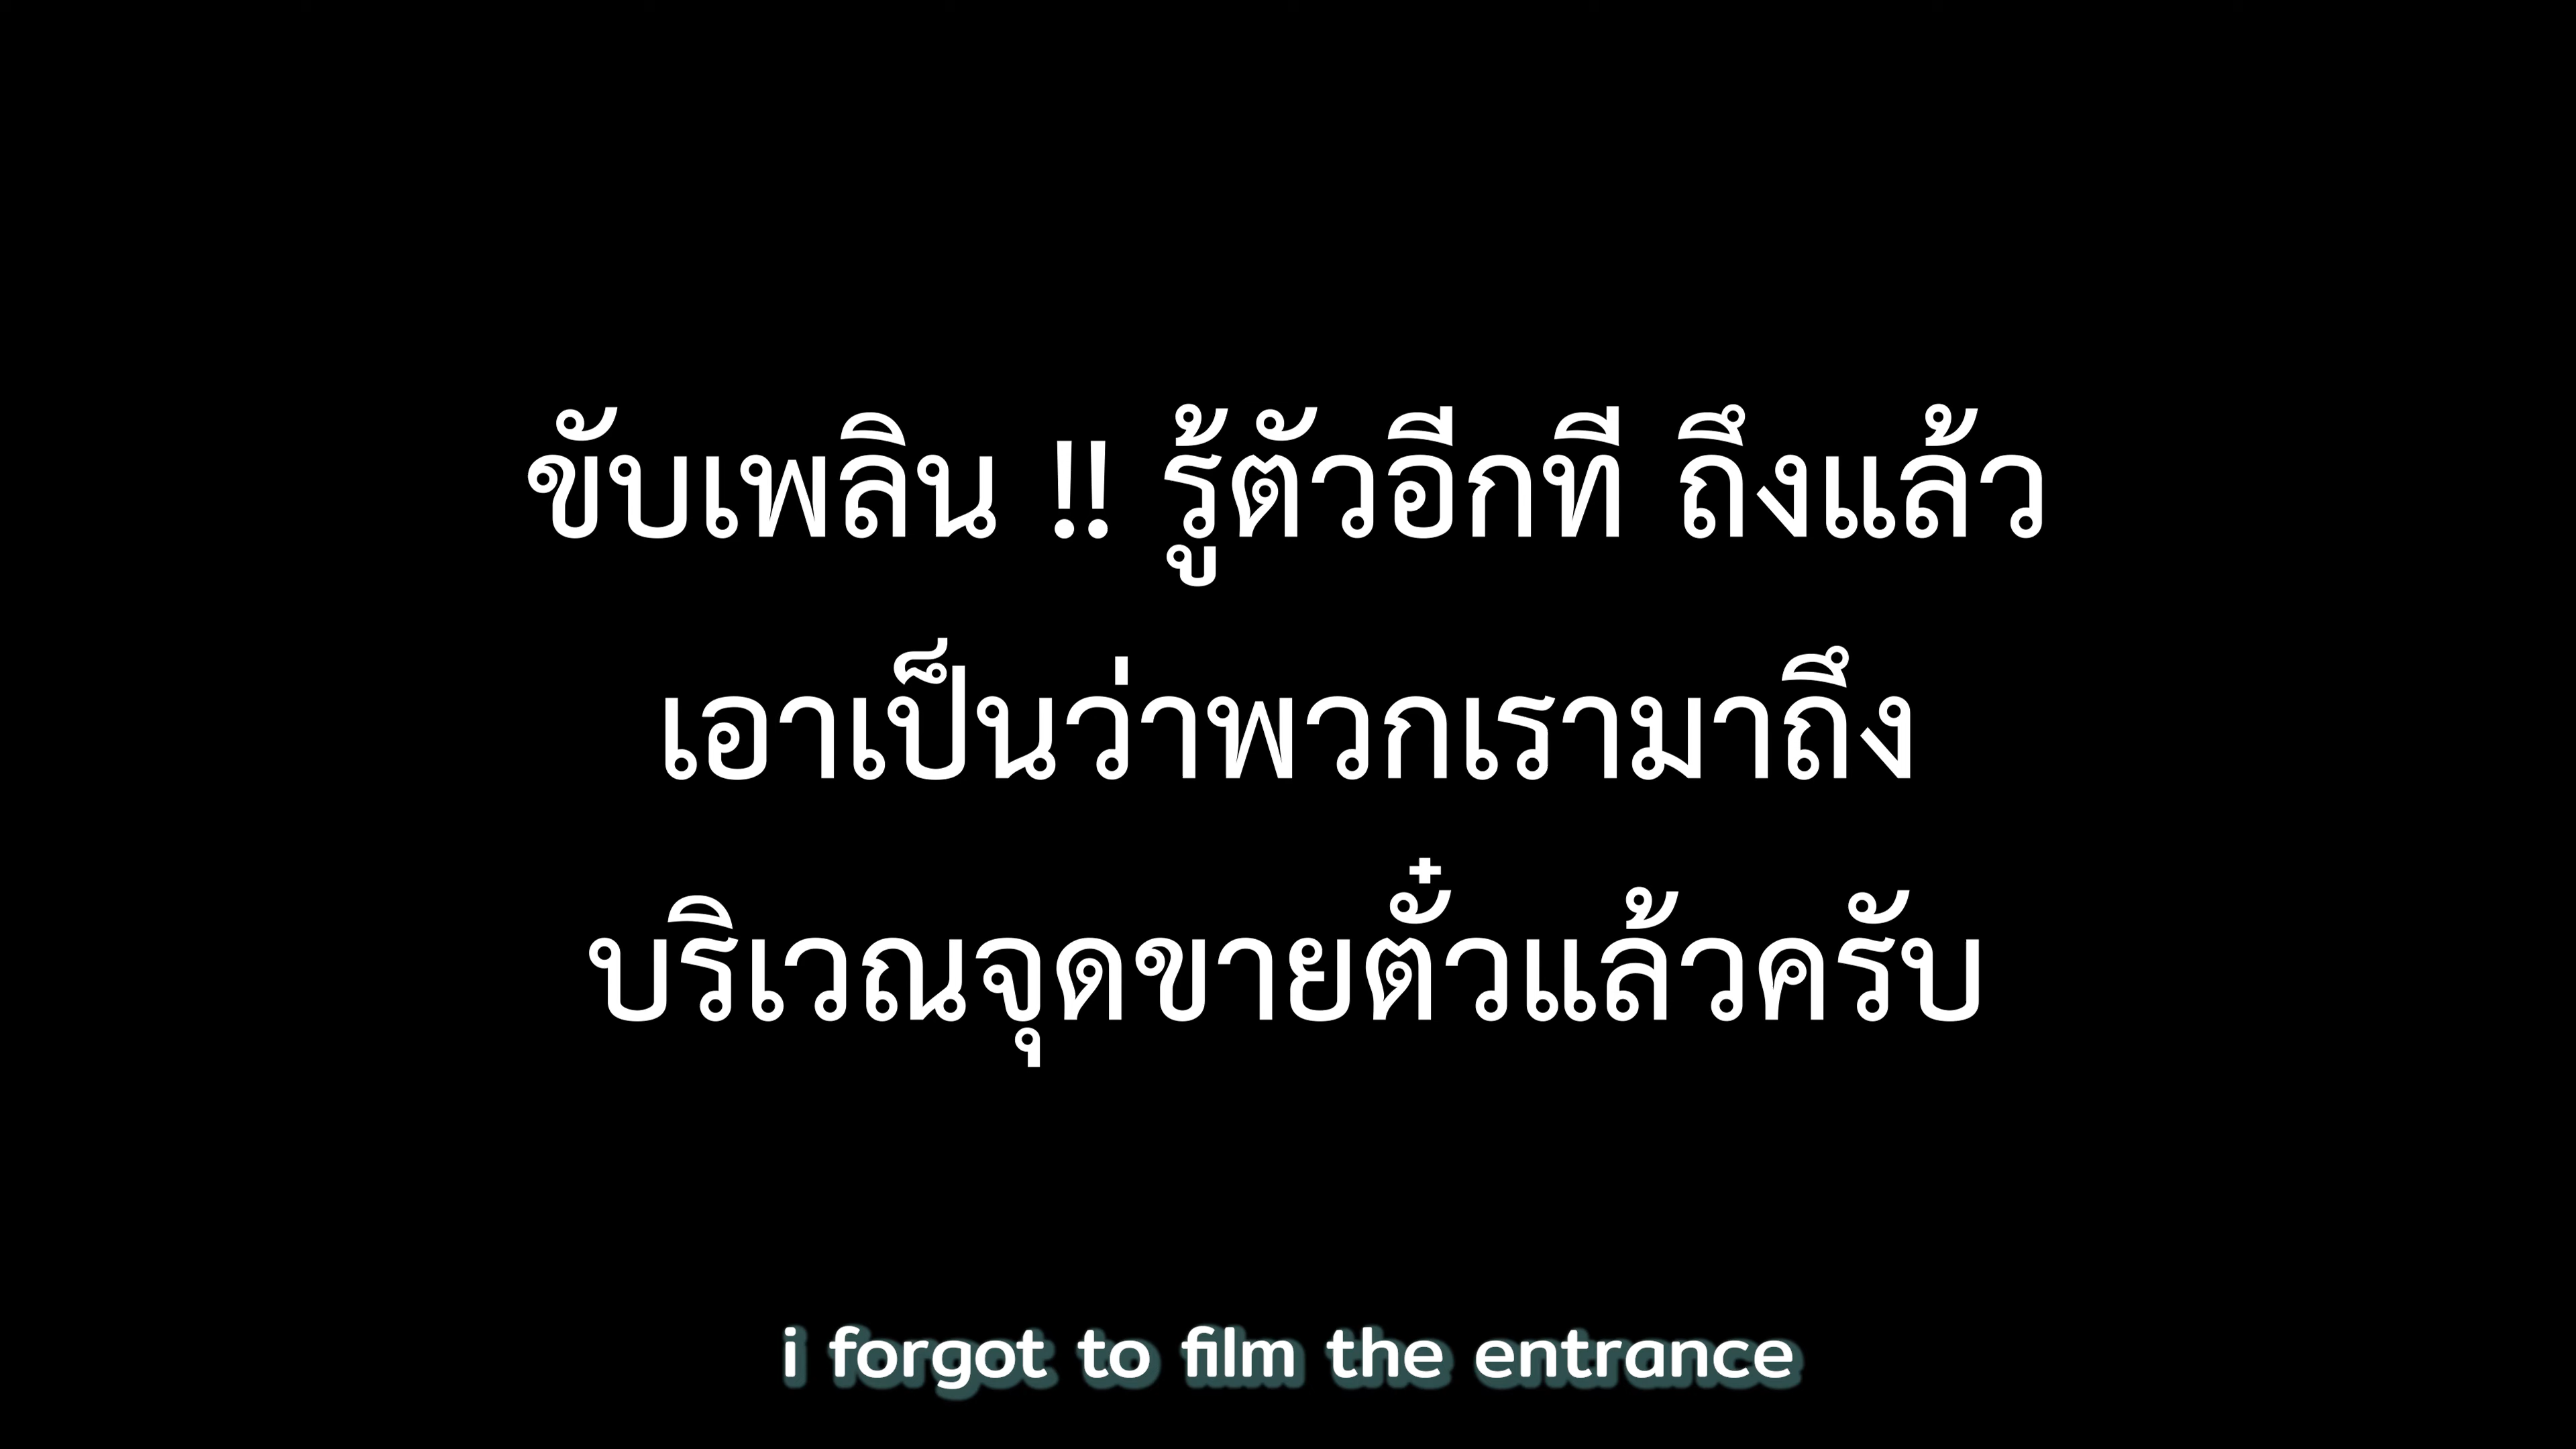 ขับเพลิน !! รู้ตัวอีกที ถึงแล้ว
เอาเป็นว่าพวกเรามาถึง
บริเวณจุดขายตั๋วแล้วครับ
i forgot to film the entrance